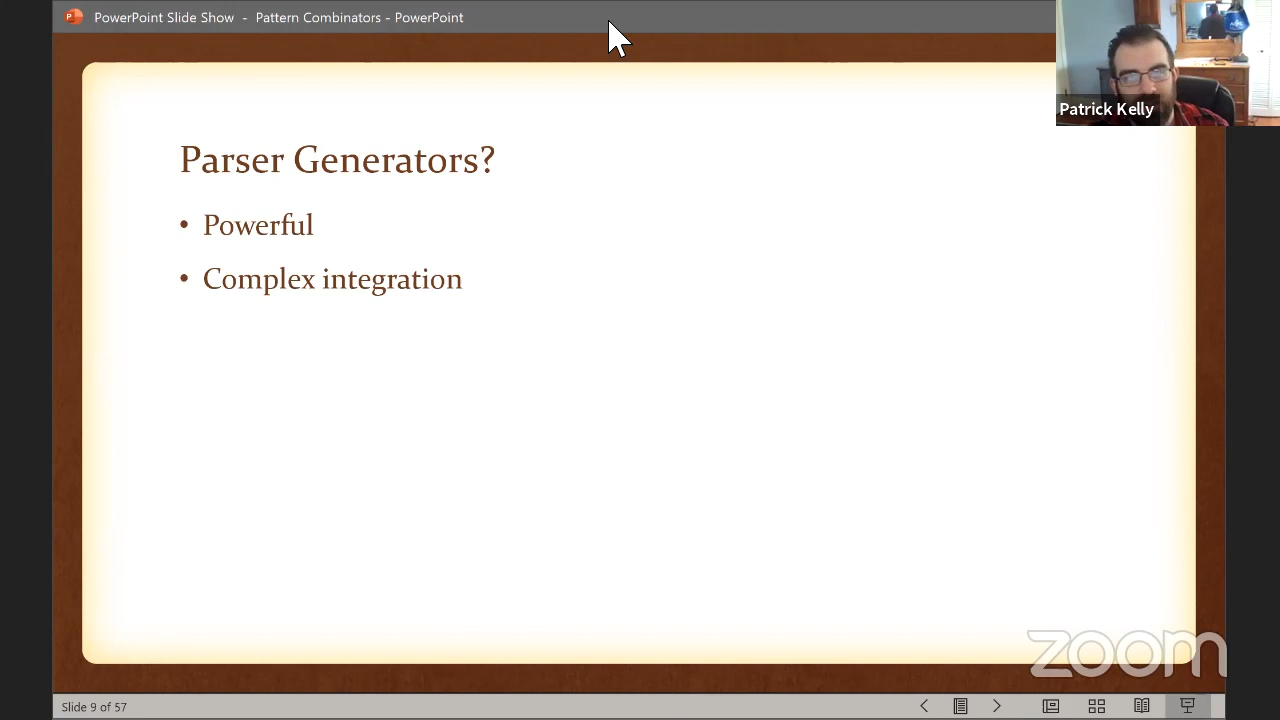 PowerPoint Slide Show - Pattern Combinators - PowerPoint
Patrick Kelly
Parser Generators?
• Powerful
• Complex integration
zoom
Slide 9 of 57